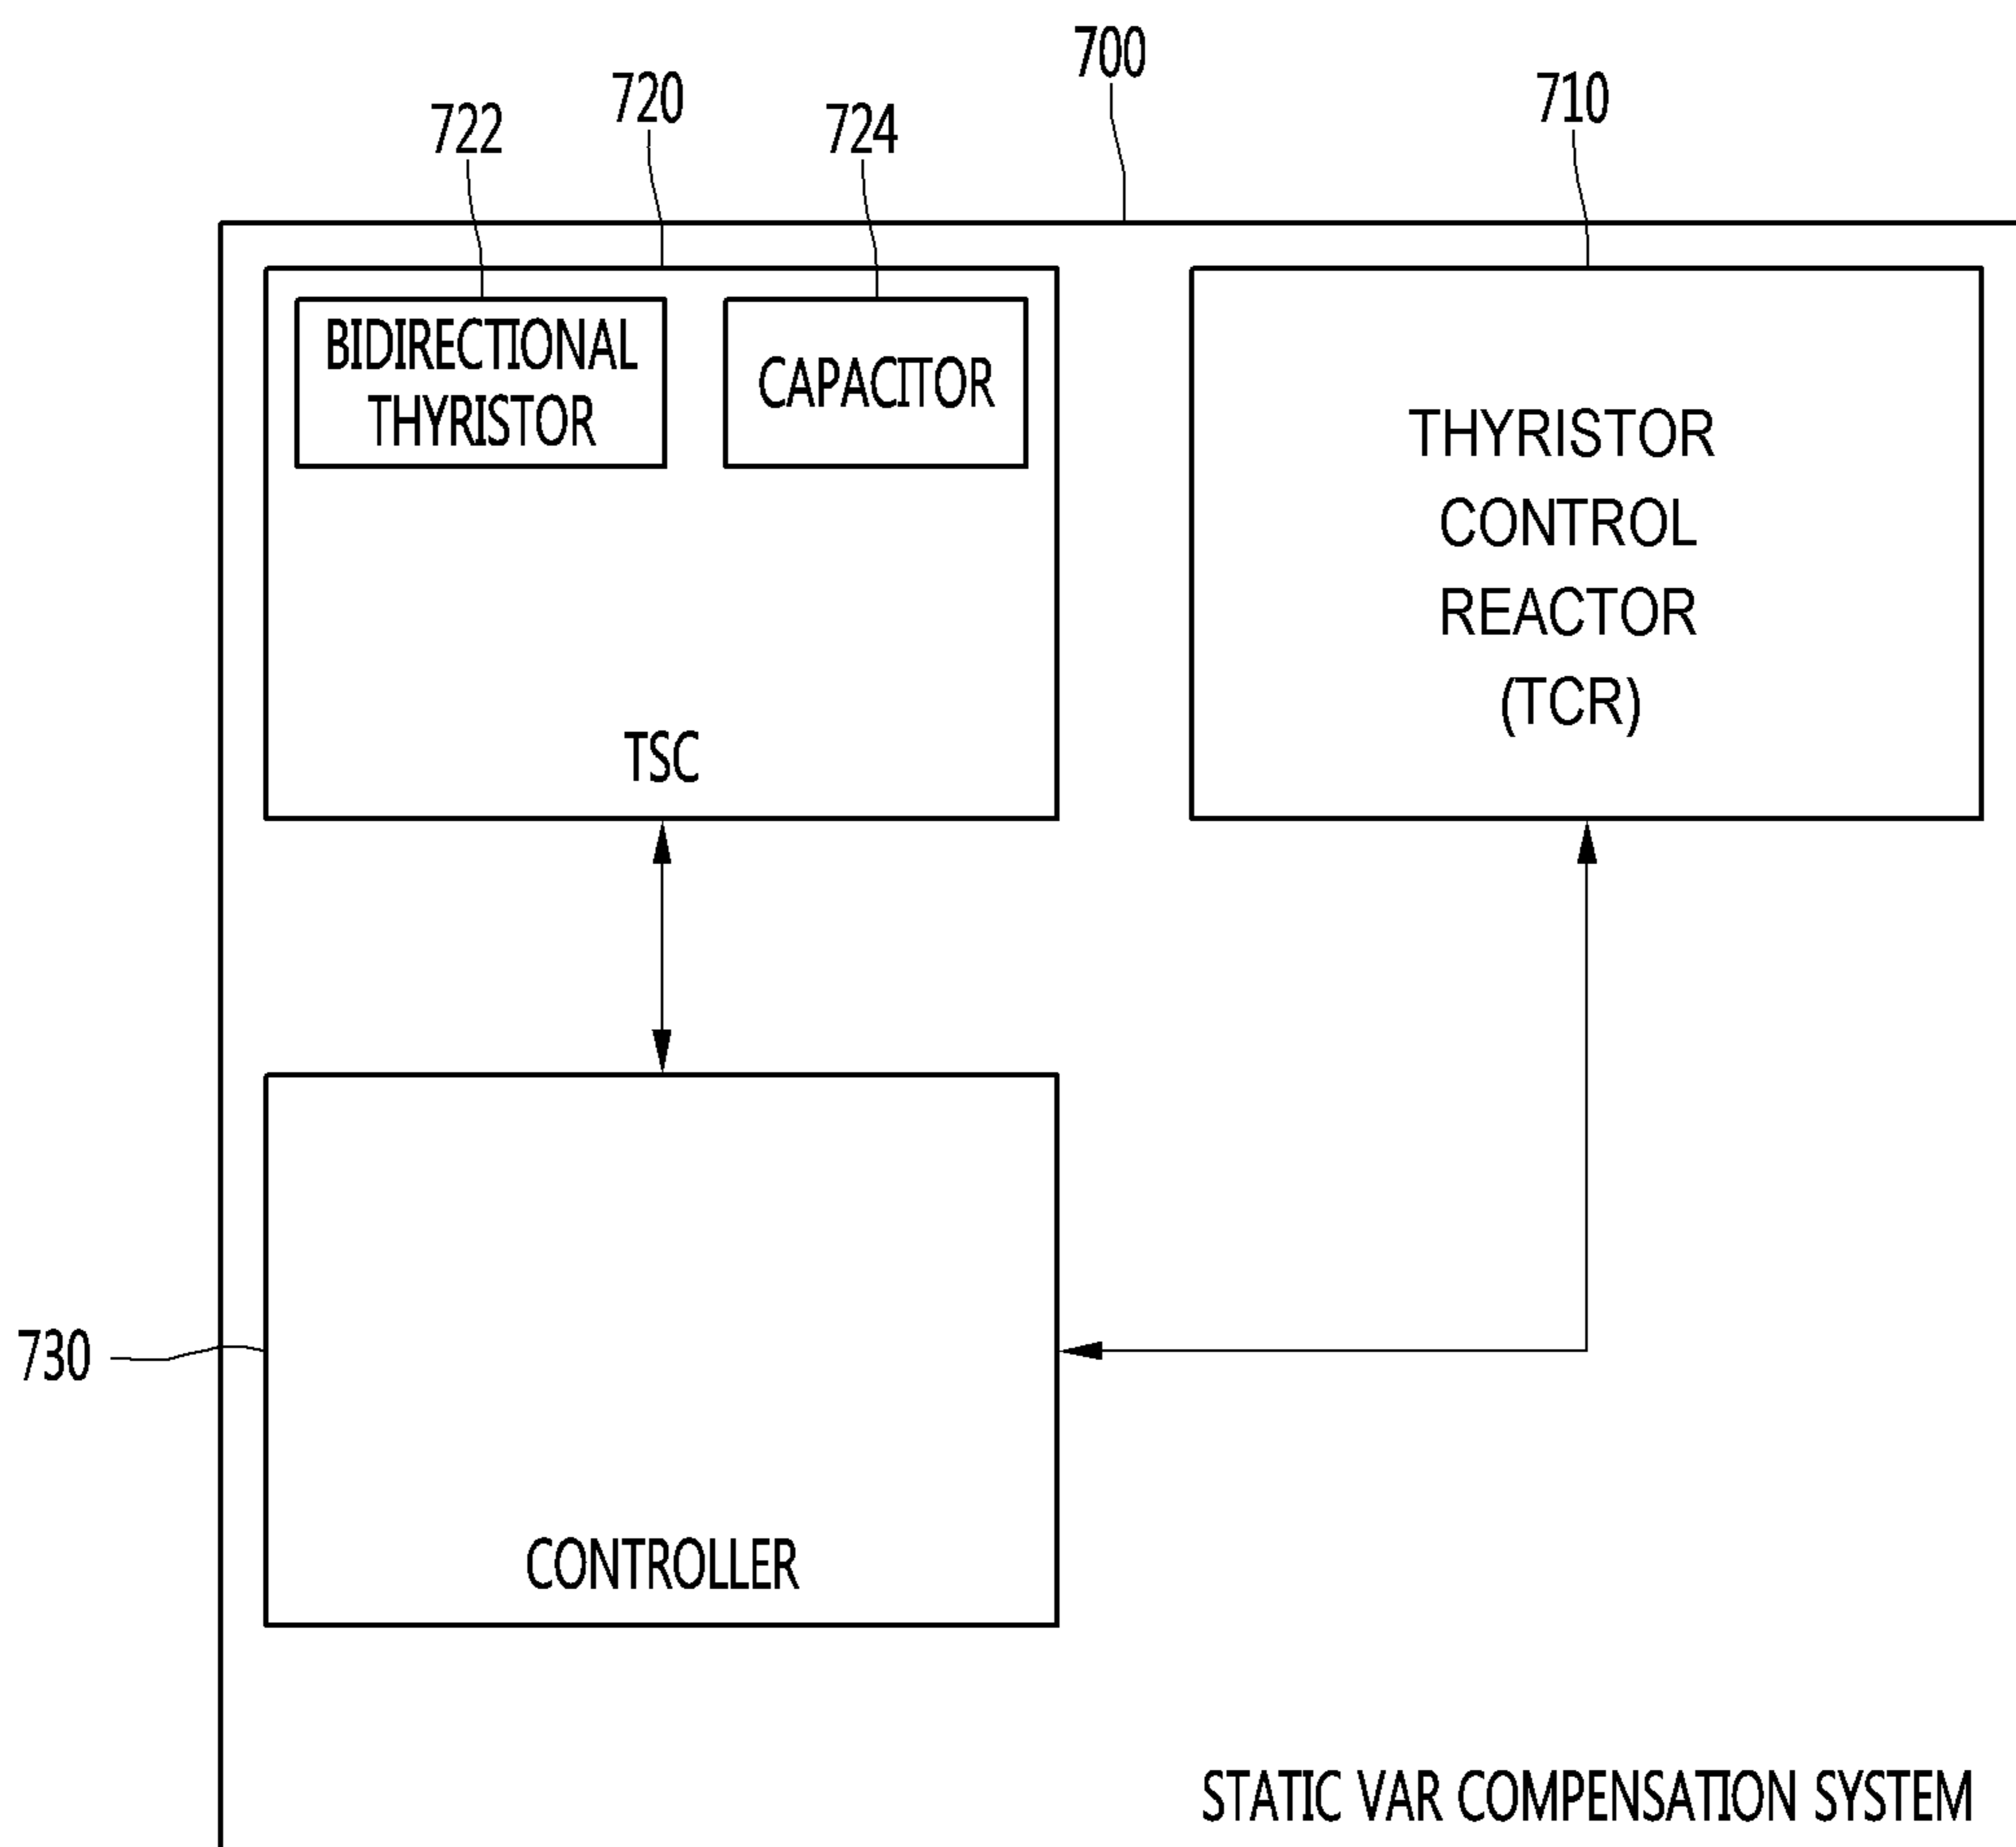 700
720
710
722
724
BIDIRECTIONAL
THYRISTOR
CAPACITOR
THYRISTOR
CONTROL
REACTOR
(TCR)
TSC
730
CONTROLLER
STATIC VAR COMPENSATION SYSTEM